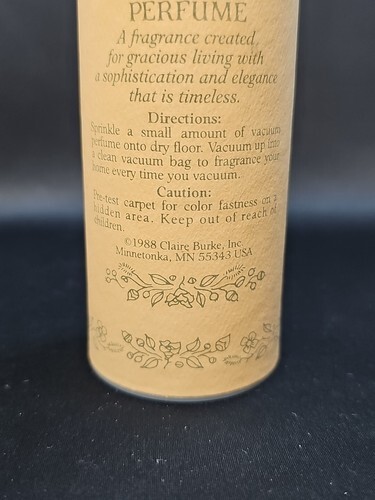 PERFUME
A fragrance created
for gracious living with
a sophistication and elegance
that is timeless.
Directions:
Sprinkle a small amount of vacuum
perfume onto dry floor. Vacuum up into
a clean vacuum bag to fragrance your
home every time you vacuum.
Caution:
Pre-test carpet for color fastness on a
hidden area. Keep out of reach of
children.
©1988 Claire Burke, Inc.
Minnetonka, MN 55343 USA